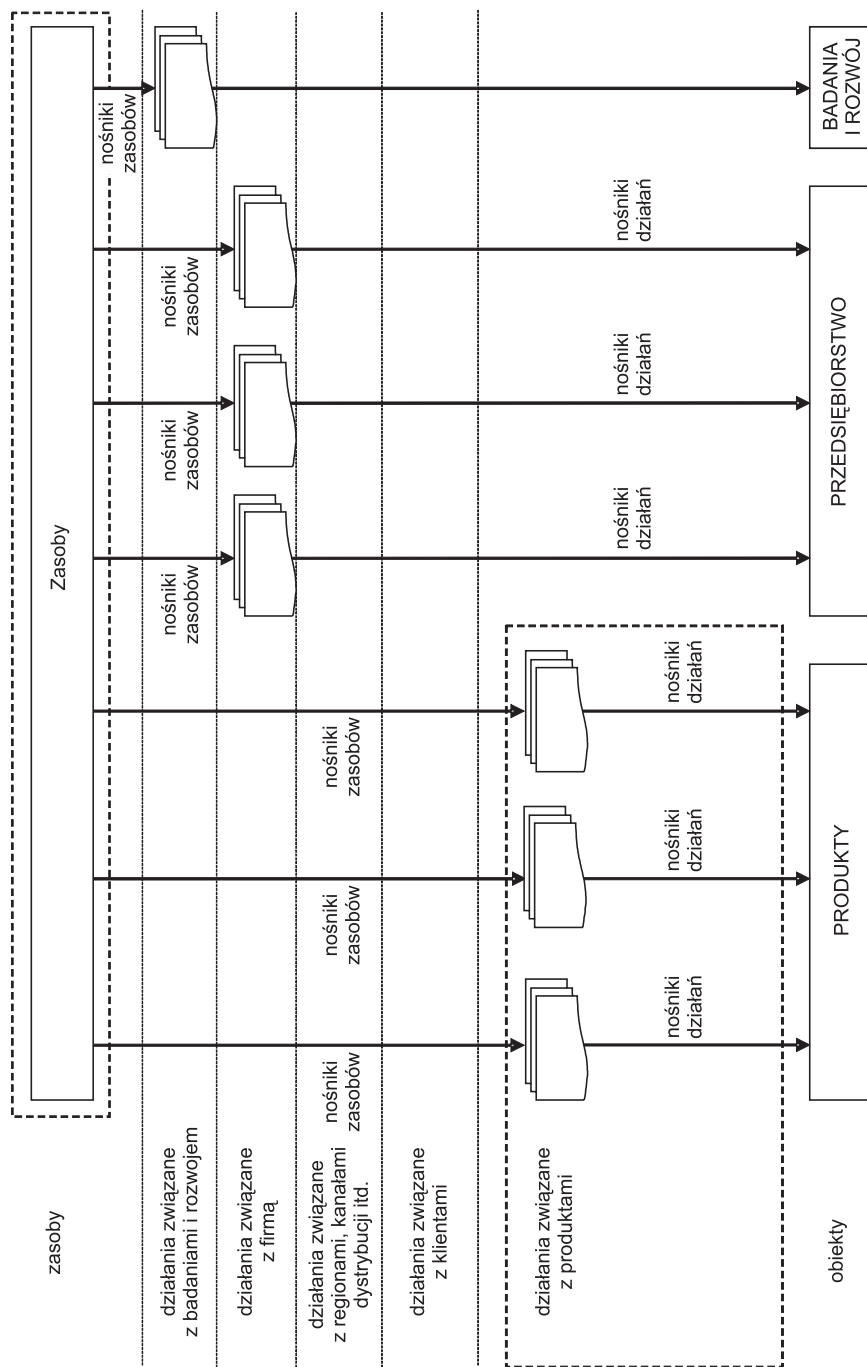 zasoby
Zasoby
działania związane
z badaniami i rozwojem
nośniki
zasobów
działania związane
z firmą
nośniki
zasobów
nośniki
zasobów
nośniki
zasobów
działania związane
z regionami, kanałami
dystrybucji itd.
nośniki
zasobów
nośniki
zasobów
nośniki
zasobów
działania związane
z klientami
działania związane
z produktami
nośniki
działań
nośniki
działań
nośniki
działań
nośniki
działań
nośniki
działań
nośniki
działań
obiekty
PRODUKTY
PRZEDSIĘBIORSTWO
BADANIA
I ROZWÓJ